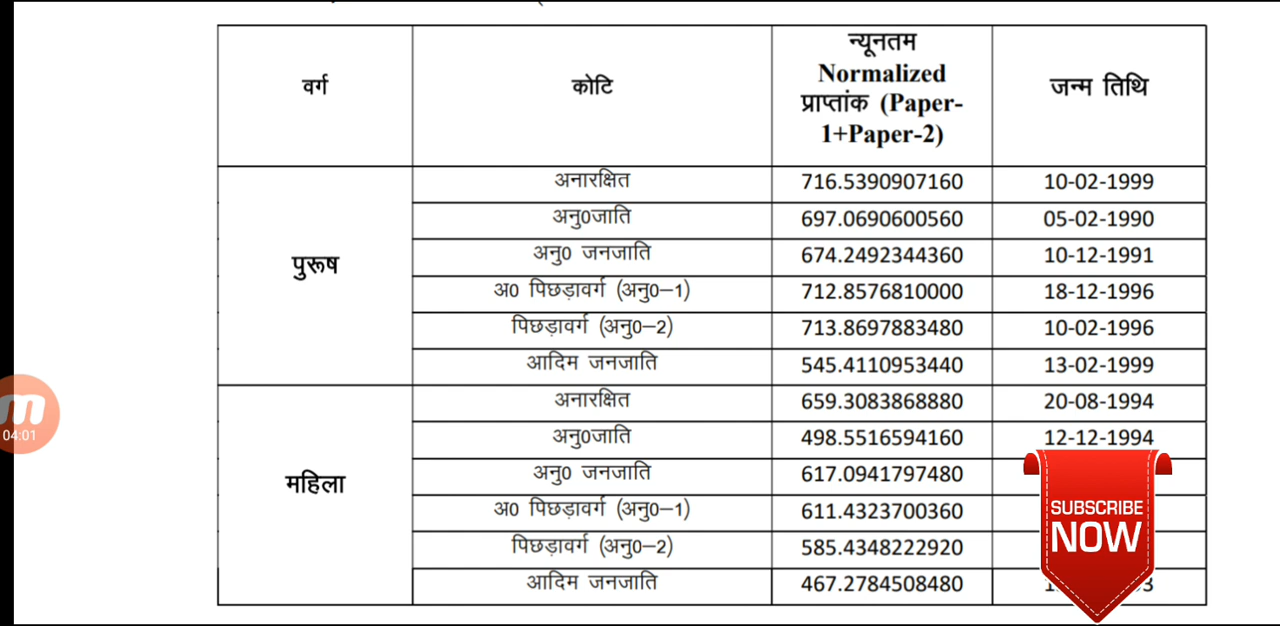 वर्ग कोटि न्यूनतम Normalized प्राप्तांक (Paper-1+Paper-2) जन्म तिथि
पुरूष
अनारक्षित 716.5390907160 10-02-1999
अनु0जाति 697.0690600560 05-02-1990
अनु0 जनजाति 674.2492344360 10-12-1991
अ0 पिछड़ावर्ग (अनु0–1) 712.8576810000 18-12-1996
पिछड़ावर्ग (अनु0–2) 713.8697883480 10-02-1996
आदिम जनजाति 545.4110953440 13-02-1999
महिला
अनारक्षित 659.3083868880 20-08-1994
अनु0जाति 498.5516594160 12-12-1994
अनु0 जनजाति 617.0941797480
अ0 पिछड़ावर्ग (अनु0–1) 611.4323700360
पिछड़ावर्ग (अनु0–2) 585.4348222920
आदिम जनजाति 467.2784508480
04:01
SUBSCRIBE
NOW